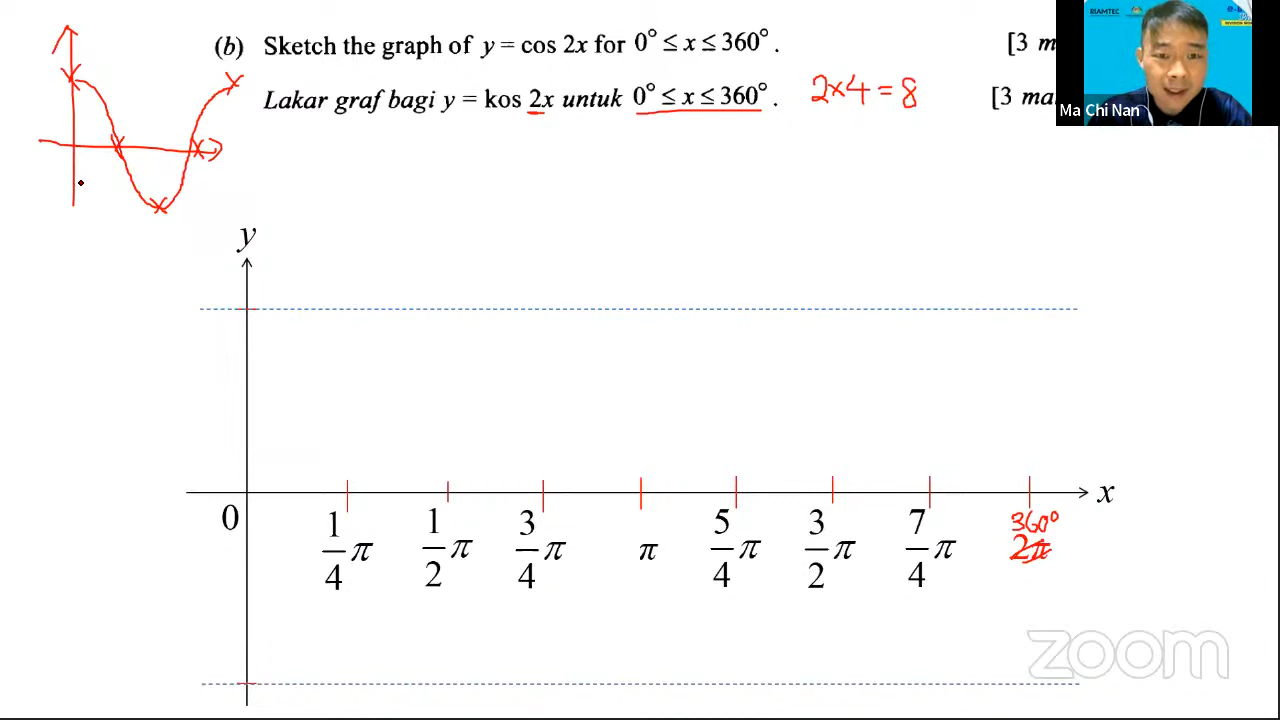 (b) Sketch the graph of y = cos 2x for 0° ≤ x ≤ 360°. [3 m
Lakar graf bagi y = kos 2x untuk 0° ≤ x ≤ 360°. 2×4 = 8 [3 ma
Ma Chi Nan
y
x
0 1/4 π 1/2 π 3/4 π π 5/4 π 3/2 π 7/4 π 360° 2π
zoom